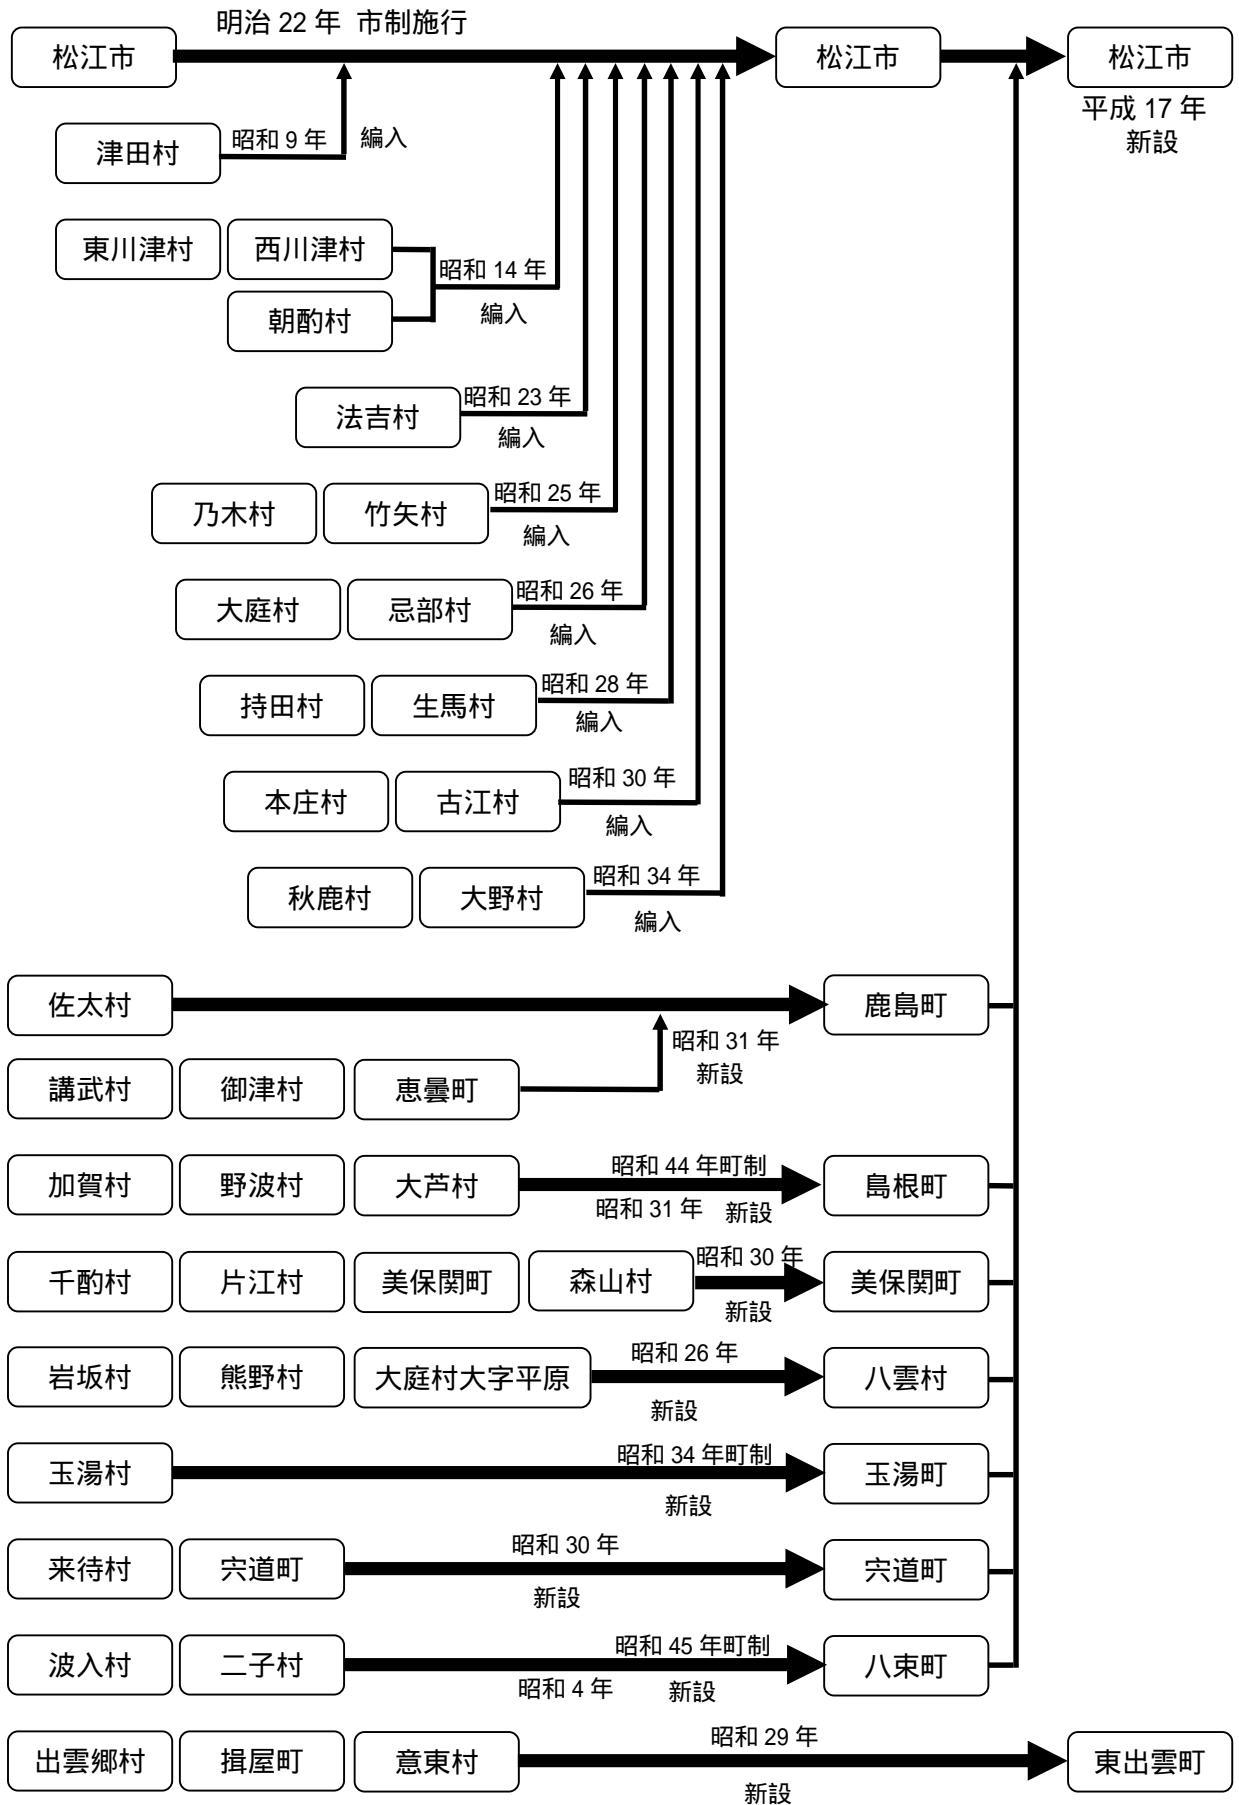 明治 22 年 市制施行
松江市
松江市
松江市
平成 17 年
新設
津田村
昭和 9 年
編入
東川津村
西川津村
朝酌村
昭和 14 年
編入
法吉村
昭和 23 年
編入
乃木村
竹矢村
昭和 25 年
編入
大庭村
忌部村
昭和 26 年
編入
持田村
生馬村
昭和 28 年
編入
本庄村
古江村
昭和 30 年
編入
秋鹿村
大野村
昭和 34 年
編入
佐太村
鹿島町
昭和 31 年
新設
講武村
御津村
恵曇町
加賀村
野波村
大芦村
昭和 44 年町制
昭和 31 年 新設
島根町
千酌村
片江村
美保関町
森山村
昭和 30 年
新設
美保関町
岩坂村
熊野村
大庭村大字平原
昭和 26 年
新設
八雲村
玉湯村
昭和 34 年町制
新設
玉湯町
来待村
宍道町
昭和 30 年
新設
宍道町
波入村
二子村
昭和 45 年町制
昭和 4 年 新設
八束町
出雲郷村
揖屋町
意東村
昭和 29 年
新設
東出雲町